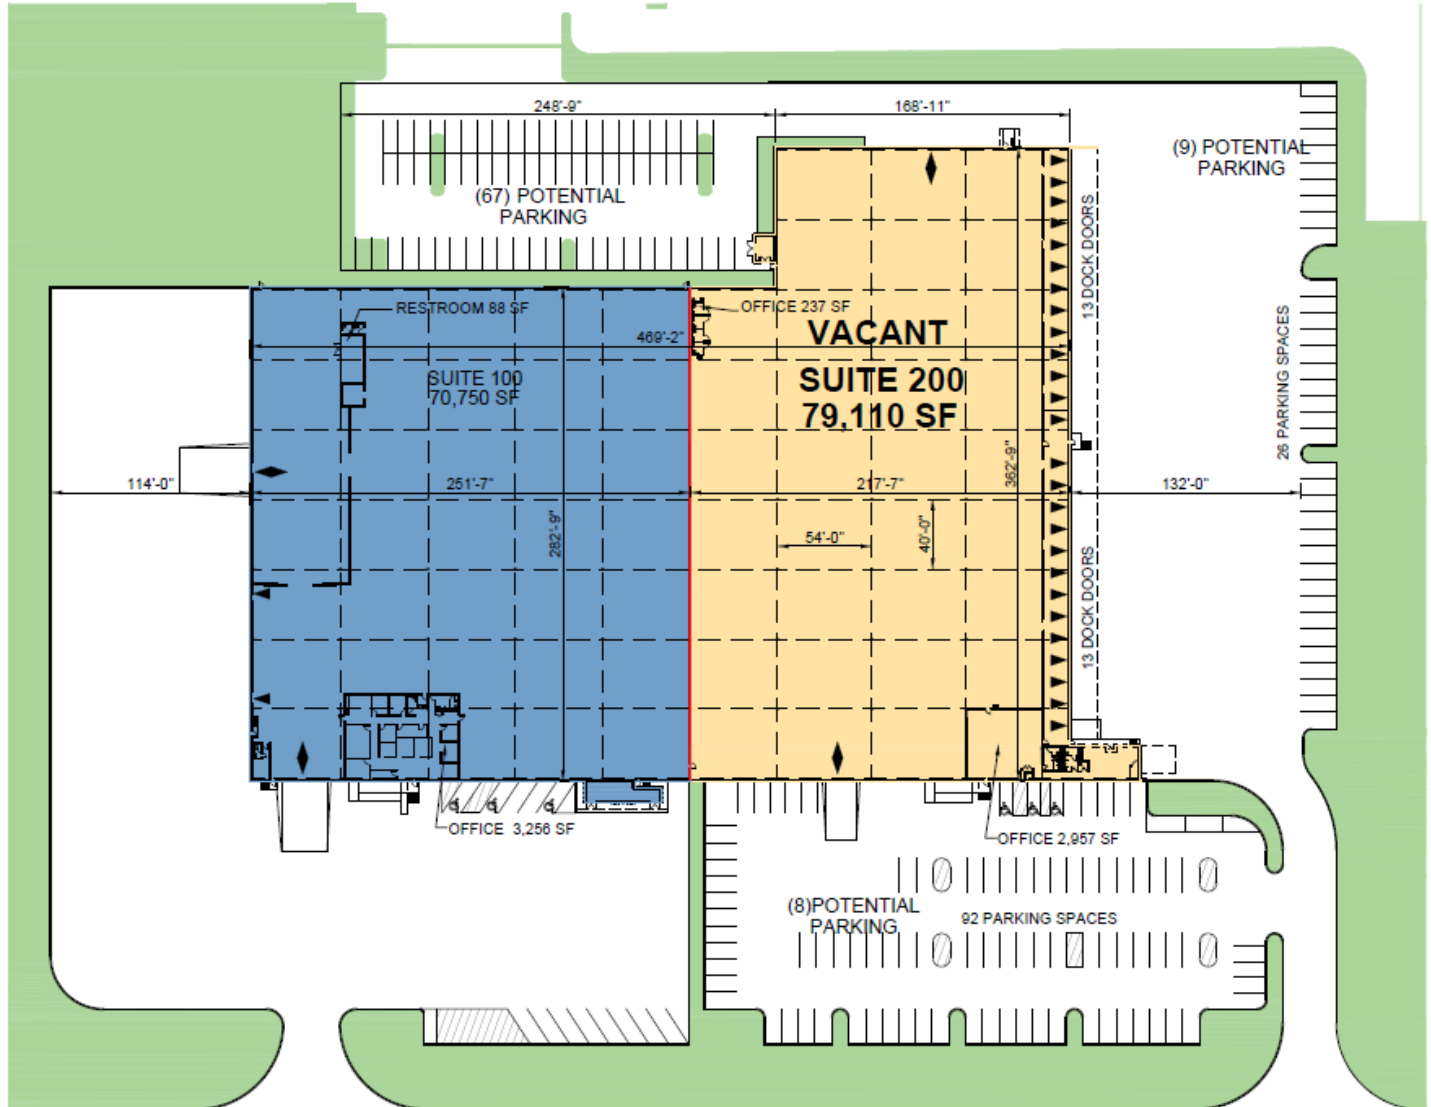 248'-9"
168'-11"
(9) POTENTIAL
PARKING
(67) POTENTIAL
PARKING
13 DOCK DOORS
RESTROOM 88 SF
OFFICE 237 SF
469'-2"
VACANT
SUITE 100
70,750 SF
SUITE 200
79,110 SF
26 PARKING SPACES
362'-9"
114'-0"
251'-7"
217'-7"
132'-0"
282'-9"
54'-0"
40'-0"
13 DOCK DOORS
OFFICE 3,256 SF
OFFICE 2,957 SF
(8)POTENTIAL
PARKING
92 PARKING SPACES